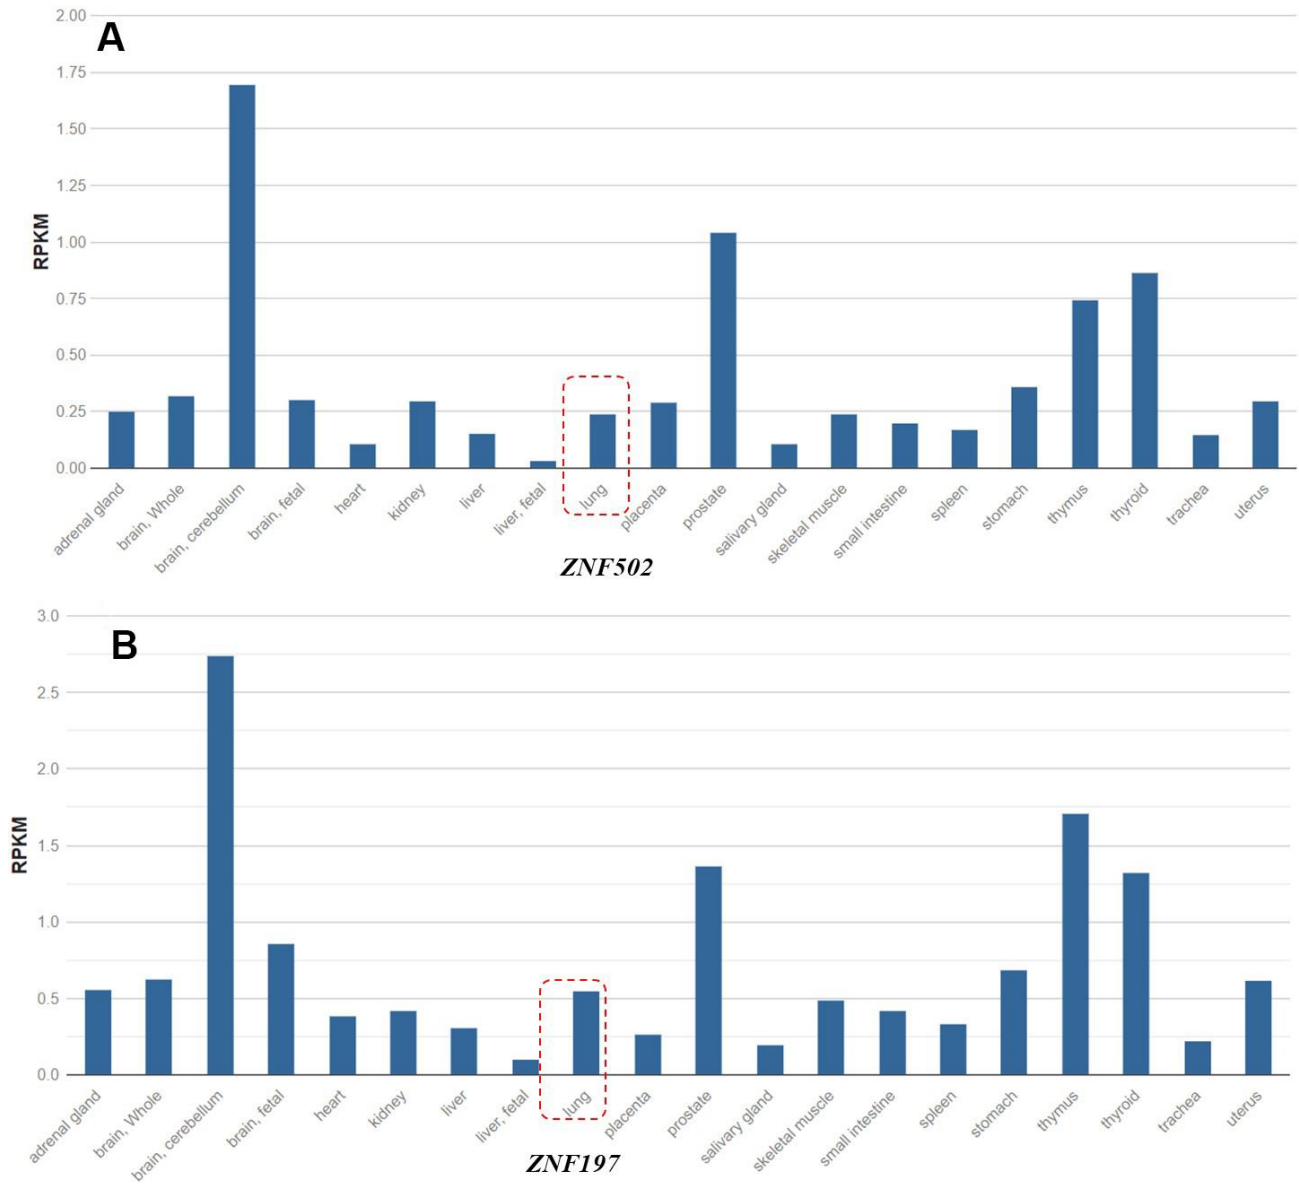 A
2.00
1.75
1.50
1.25
1.00
0.75
0.50
0.25
0.00
RPKM
adrenal gland
brain, Whole
brain, cerebellum
brain, fetal
heart
kidney
liver
liver, fetal
lung
placenta
prostate
salivary gland
skeletal muscle
small intestine
spleen
stomach
thymus
thyroid
trachea
uterus
ZNF502
B
3.0
2.5
2.0
1.5
1.0
0.5
0.0
RPKM
adrenal gland
brain, Whole
brain, cerebellum
brain, fetal
heart
kidney
liver
liver, fetal
lung
placenta
prostate
salivary gland
skeletal muscle
small intestine
spleen
stomach
thymus
thyroid
trachea
uterus
ZNF197